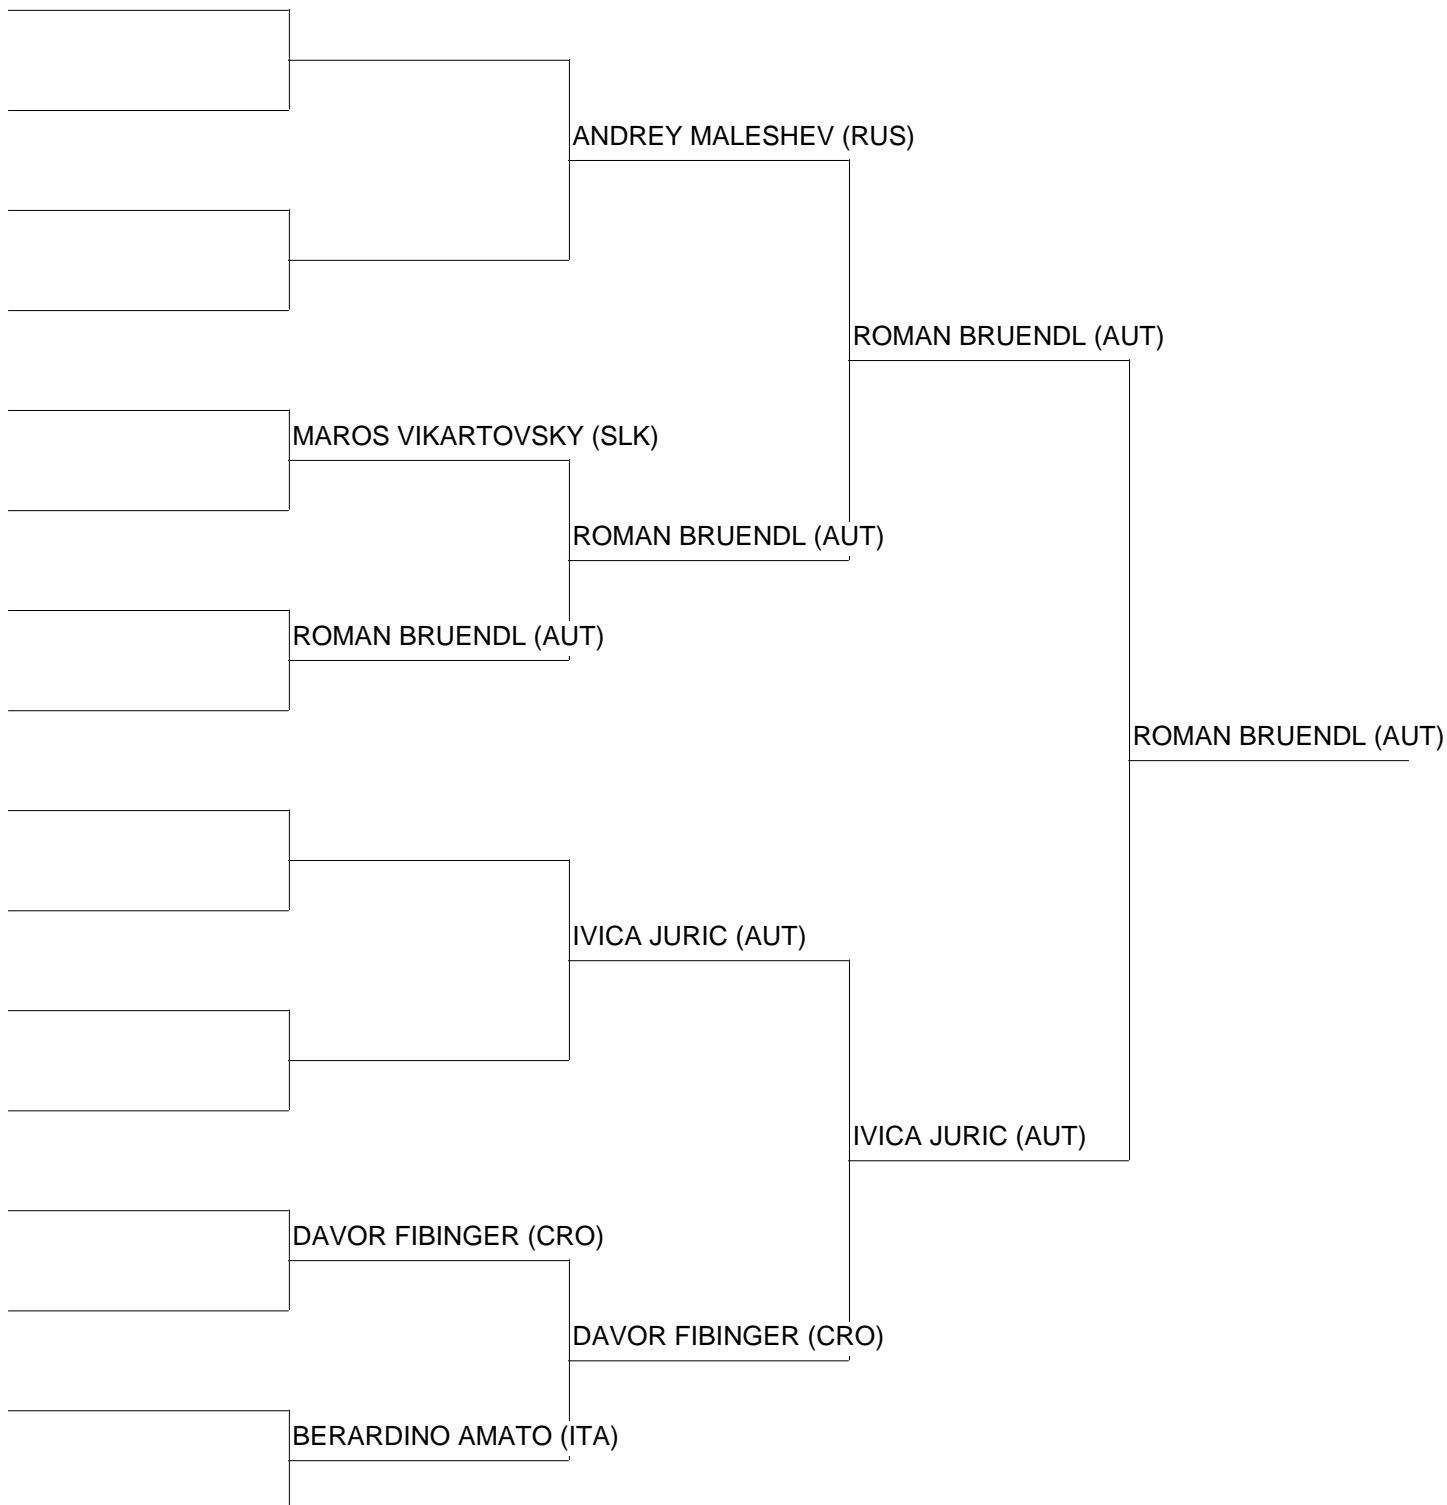 ANDREY MALESHEV (RUS)
ROMAN BRUENDL (AUT)
MAROS VIKARTOVSKY (SLK)
ROMAN BRUENDL (AUT)
ROMAN BRUENDL (AUT)
ROMAN BRUENDL (AUT)
IVICA JURIC (AUT)
IVICA JURIC (AUT)
DAVOR FIBINGER (CRO)
DAVOR FIBINGER (CRO)
BERARDINO AMATO (ITA)